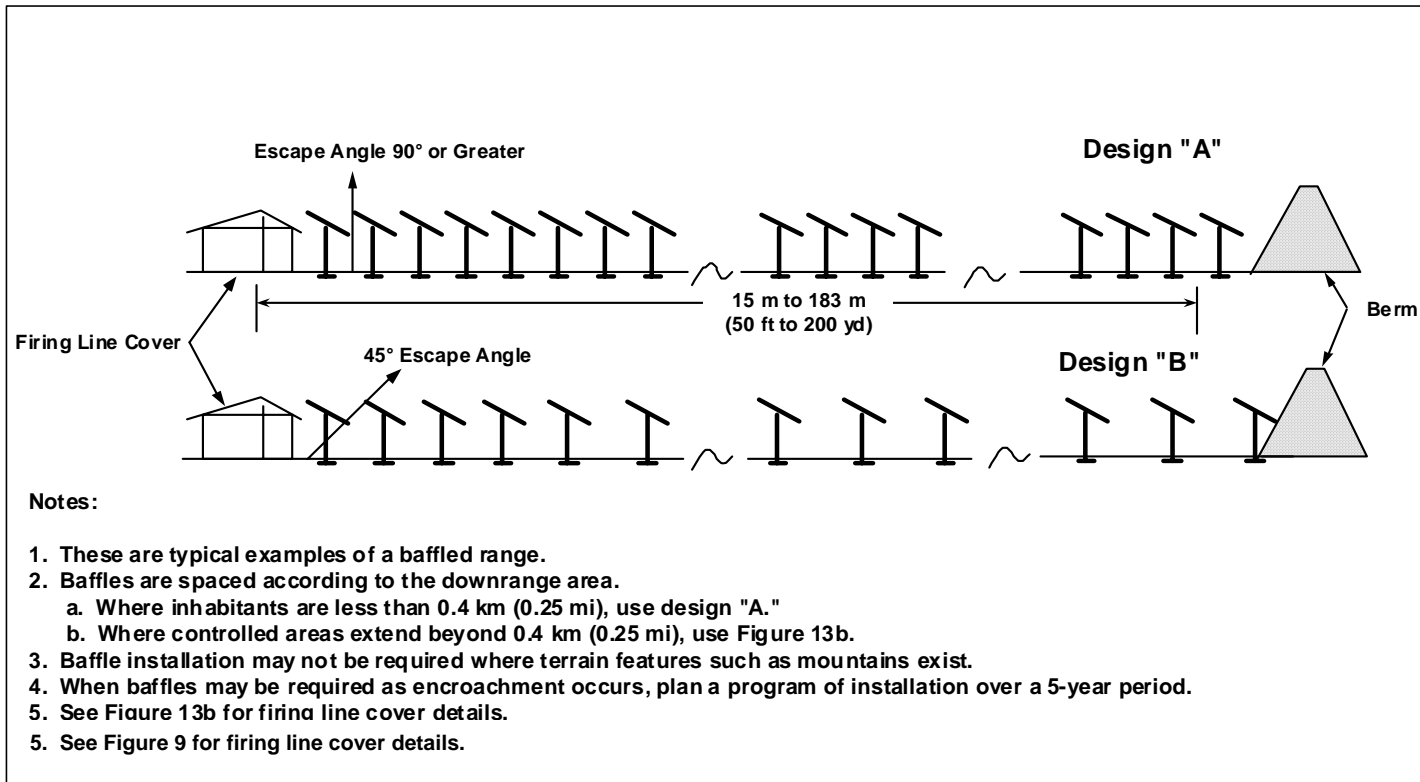 Escape Angle 90° or Greater
Design "A"
15 m to 183 m
(50 ft to 200 yd)
Berm
Firing Line Cover
45° Escape Angle
Design "B"
Notes:
1. These are typical examples of a baffled range.
2. Baffles are spaced according to the downrange area.
a. Where inhabitants are less than 0.4 km (0.25 mi), use design "A."
b. Where controlled areas extend beyond 0.4 km (0.25 mi), use Figure 13b.
3. Baffle installation may not be required where terrain features such as mountains exist.
4. When baffles may be required as encroachment occurs, plan a program of installation over a 5-year period.
5. See Figure 13b for firing line cover details.
5. See Figure 9 for firing line cover details.